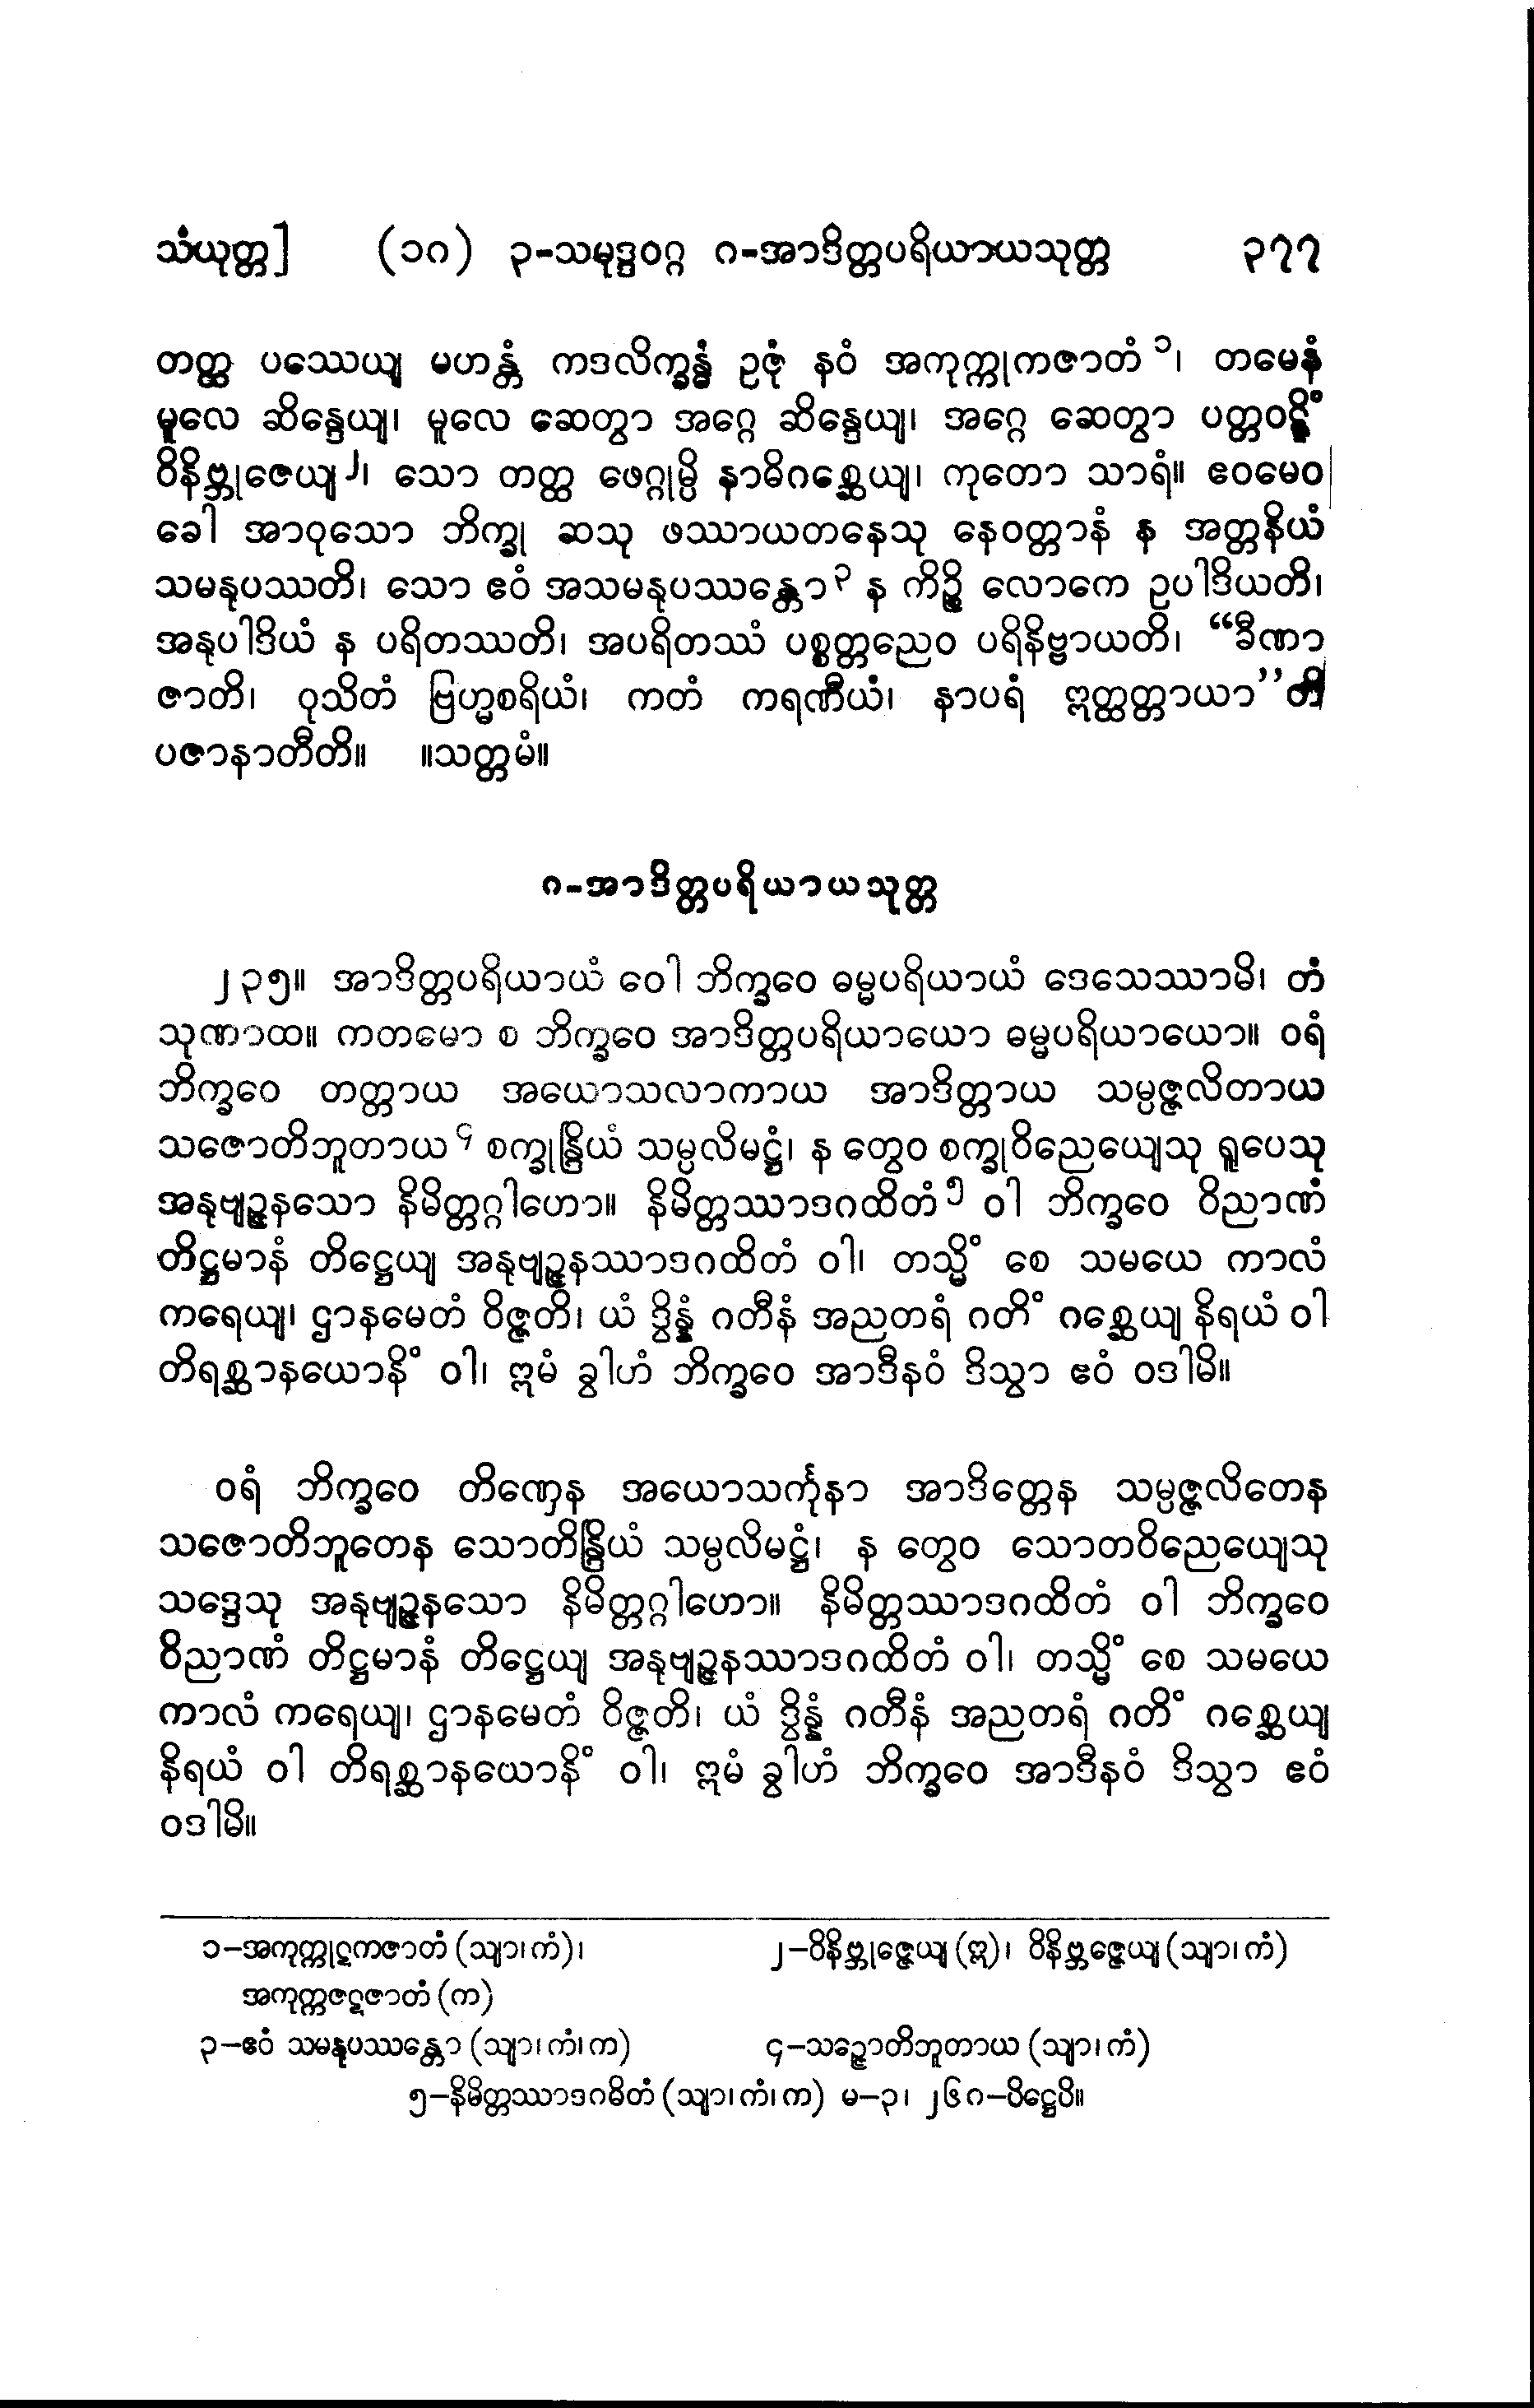 သံယုတ္တ] (၁၈) ၃-သမုဒ္ဒဝဂ္ဂ ၈-အာဒိတ္တပရိယာယသုတ္တ ၃၇၇
တတ္ထ ပဿေယျ မဟန္တံ ကဒလိက္ခန္ဓံ ဥဇုံ နဝံ အကုက္ကုကဇာတံ၁၊ တမေနံ
မူလေ ဆိန္ဒေယျ၊ မူလေ ဆေတွာ အဂ္ဂေ ဆိန္ဒေယျ၊ အဂ္ဂေ ဆေတွာ ပတ္တဝဋ္ဋိံ
ဝိနိဗ္ဘုဇေယျ၂၊ သော တတ္ထ ဖေဂ္ဂုမ္ပိ နာဓိဂစ္ဆေယျ၊ ကုတော သာရံ။ ဧဝမေဝ
ခေါ အာဝုသော ဘိက္ခု ဆသု ဖဿာယတနေသု နေဝတ္တာနံ န အတ္တနိယံ
သမနုပဿတိ၊ သော ဧဝံ အသမနုပဿန္တော၃ န ကိဉ္စိ လောကေ ဥပါဒိယတိ၊
အနုပါဒိယံ န ပရိတဿတိ၊ အပရိတဿံ ပစ္စတ္တညေဝ ပရိနိဗ္ဗာယတိ၊ “ခီဏာ
ဇာတိ၊ ဝုသိတံ ဗြဟ္မစရိယံ၊ ကတံ ကရဏီယံ၊ နာပရံ ဣတ္ထတ္တာယာ”တိ
ပဇာနာတီတိ။ ။သတ္တမံ။
၈-အာဒိတ္တပရိယာယသုတ္တ
၂၃၅။ အာဒိတ္တပရိယာယံ ဝေါ ဘိက္ခဝေ ဓမ္မပရိယာယံ ဒေသေဿာမိ၊ တံ
သုဏာထ။ ကတမော စ ဘိက္ခဝေ အာဒိတ္တပရိယာယော ဓမ္မပရိယာယော။ ဝရံ
ဘိက္ခဝေ တတ္တာယ အယောသလာကာယ အာဒိတ္တာယ သမ္ပဇ္ဇလိတာယ
သဇောတိဘူတာယ၄ စက္ခုန္ဒြိယံ သမ္ပလိမဋ္ဌံ၊ န တွေဝ စက္ခုဝိညေယျေသု ရူပေသု
အနုဗျဉ္ဇနသော နိမိတ္တဂ္ဂါဟော။ နိမိတ္တဿာဒဂထိတံ၅ ဝါ ဘိက္ခဝေ ဝိညာဏံ
တိဋ္ဌမာနံ တိဋ္ဌေယျ အနုဗျဉ္ဇနဿာဒဂထိတံ ဝါ၊ တသ္မိံ စေ သမယေ ကာလံ
ကရေယျ၊ ဌာနမေတံ ဝိဇ္ဇတိ၊ ယံ ဒွိန္နံ ဂတီနံ အညတရံ ဂတိံ ဂစ္ဆေယျ နိရယံ ဝါ
တိရစ္ဆာနယောနိံ ဝါ၊ ဣမံ ခွါဟံ ဘိက္ခဝေ အာဒီနဝံ ဒိသွာ ဧဝံ ဝဒါမိ။
ဝရံ ဘိက္ခဝေ တိဏှေန အယောသင်္ကုနာ အာဒိတ္တေန သမ္ပဇ္ဇလိတေန
သဇောတိဘူတေန သောတိန္ဒြိယံ သမ္ပလိမဋ္ဌံ၊ န တွေဝ သောတဝိညေယျေသု
သဒ္ဒေသု အနုဗျဉ္ဇနသော နိမိတ္တဂ္ဂါဟော။ နိမိတ္တဿာဒဂထိတံ ဝါ ဘိက္ခဝေ
ဝိညာဏံ တိဋ္ဌမာနံ တိဋ္ဌေယျ အနုဗျဉ္ဇနဿာဒဂထိတံ ဝါ၊ တသ္မိံ စေ သမယေ
ကာလံ ကရေယျ၊ ဌာနမေတံ ဝိဇ္ဇတိ၊ ယံ ဒွိန္နံ ဂတီနံ အညတရံ ဂတိံ ဂစ္ဆေယျ
နိရယံ ဝါ တိရစ္ဆာနယောနိံ ဝါ၊ ဣမံ ခွါဟံ ဘိက္ခဝေ အာဒီနဝံ ဒိသွာ ဧဝံ
ဝဒါမိ။
၁–အကုက္ကုဋကဇာတံ (သျာ၊ကံ)၊ ၂–ဝိနိဗ္ဘုဇ္ဇေယျ (ဣ)၊ ဝိနိဗ္ဘဇ္ဇေယျ (သျာ၊ကံ)
အကုက္ကဇဋဇာတံ (က)
၃–ဧဝံ သမနုပဿန္တော (သျာ၊ကံ၊က) ၄–သဉ္ဇောတိဘူတာယ (သျာ၊ကံ)
၅–နိမိတ္တဿာဒဂဓိတံ (သျာ၊ကံ၊က) မ–၃၊ ၂၆၈–ပိဋ္ဌေပိ။